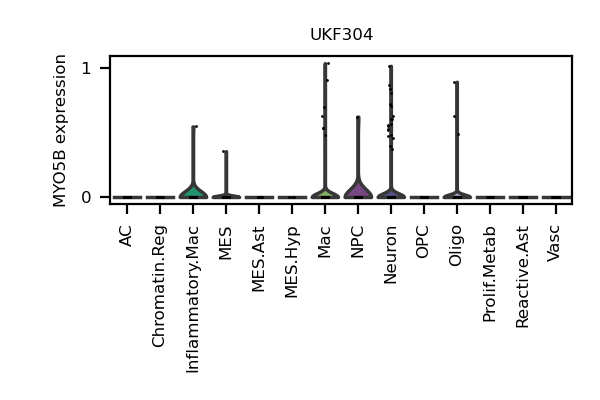 UKF304
MYO5B expression
1
0
AC
Chromatin.Reg
Inflammatory.Mac
MES
MES.Ast
MES.Hyp
Mac
NPC
Neuron
OPC
Oligo
Prolif.Metab
Reactive.Ast
Vasc